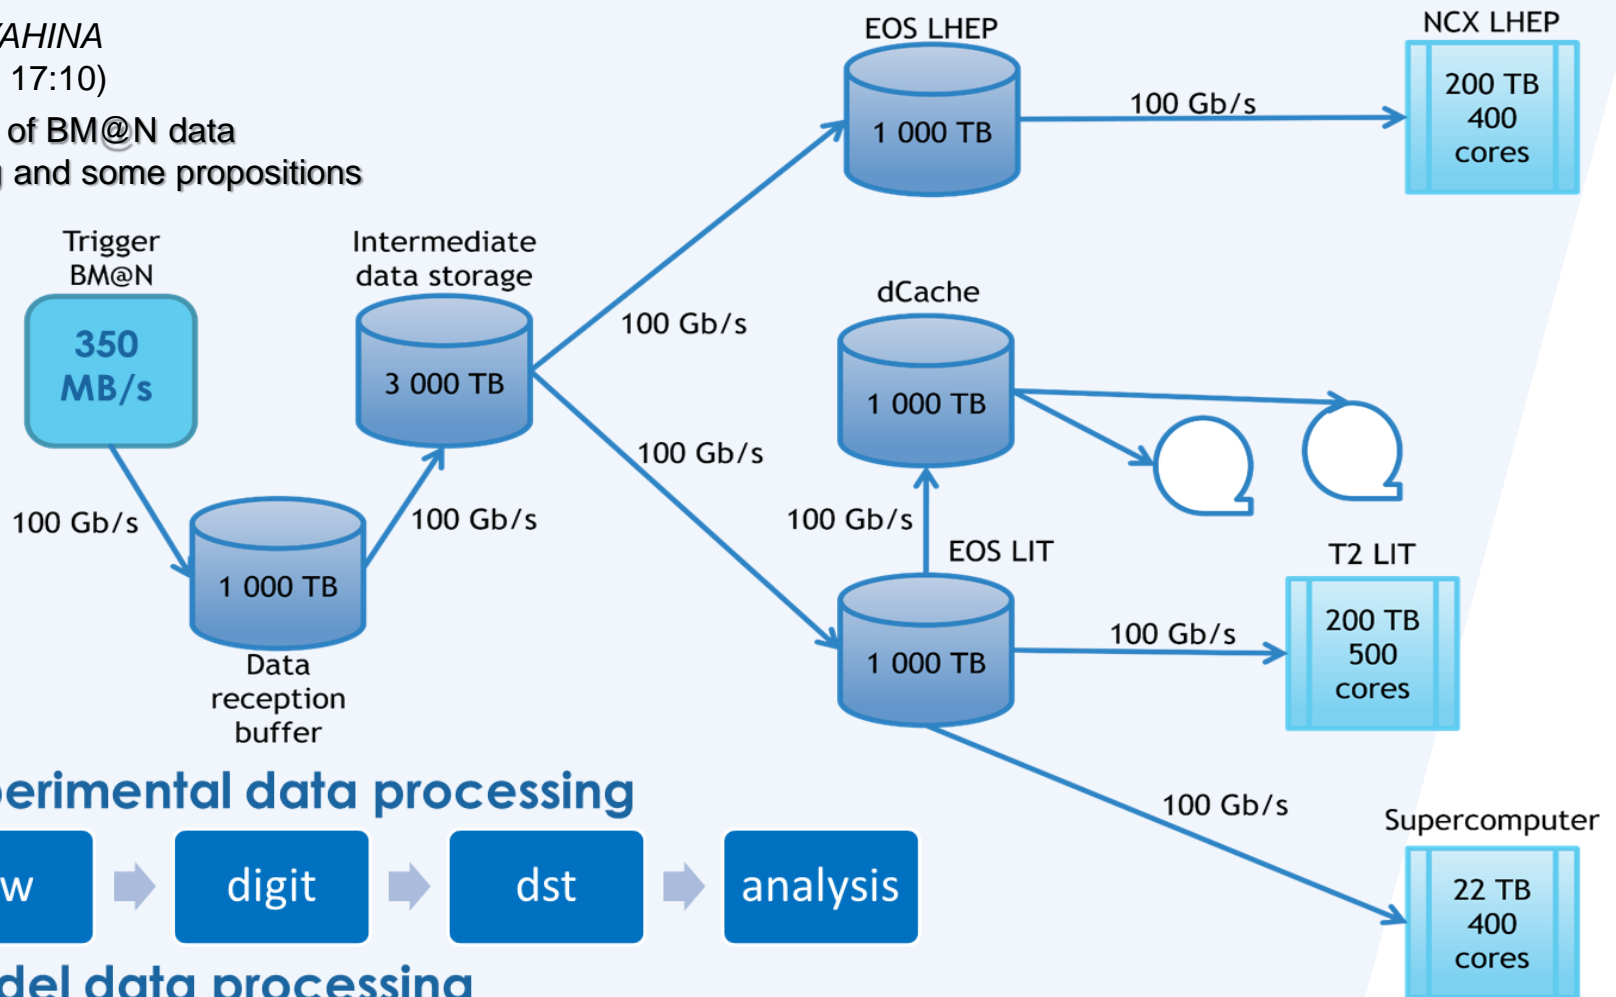 17:10)
of BM@N data
and some propositions
EOS LHEP
1 000 TB
100 Gb/s
NCX LHEP
200 TB
400
cores
Trigger
BM@N
350
MB/s
100 Gb/s
1 000 TB
Data
reception
buffer
100 Gb/s
Intermediate
data storage
3 000 TB
100 Gb/s
100 Gb/s
dCache
1 000 TB
100 Gb/s
EOS LIT
1 000 TB
100 Gb/s
T2 LIT
200 TB
500
cores
100 Gb/s
Supercomputer
22 TB
400
cores
perimental data processing
w
digit
dst
analysis
del data processing